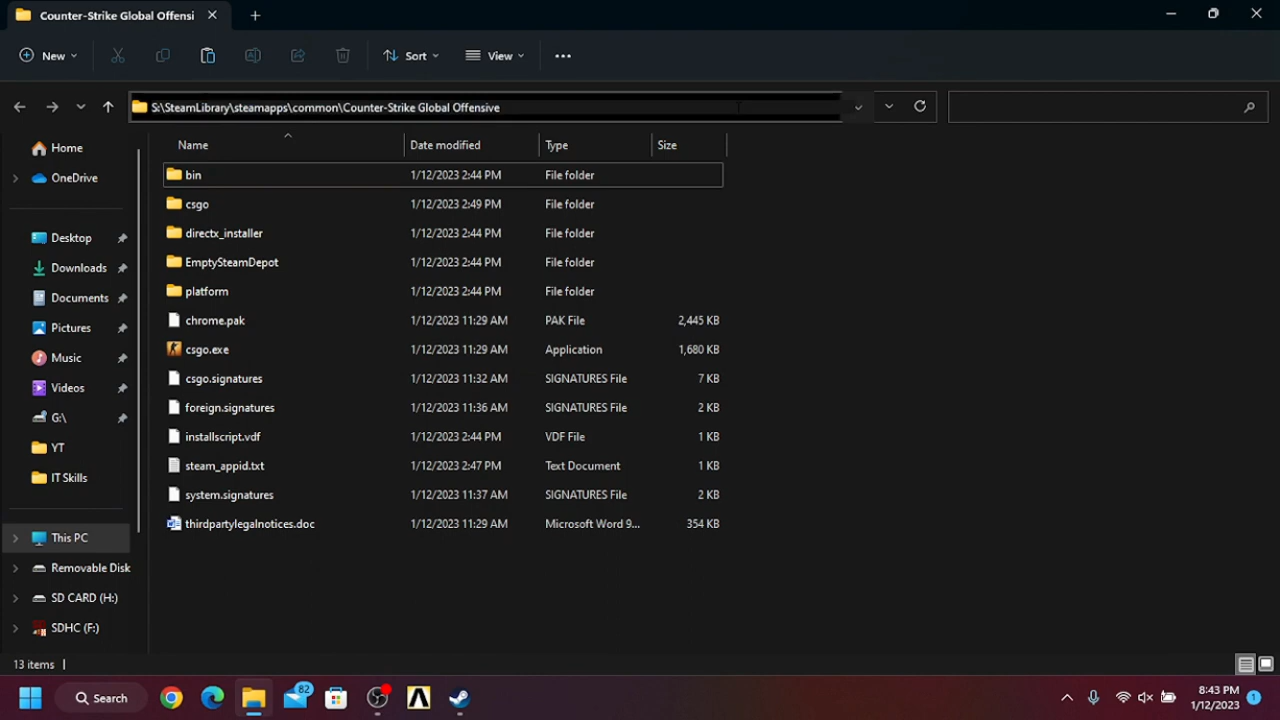 Counter-Strike Global Offensi
New Sort View
S:\SteamLibrary\steamapps\common\Counter-Strike Global Offensive
Name Date modified Type Size
Home
OneDrive
Desktop
Downloads
Documents
Pictures
Music
Videos
G:\
YT
IT Skills
This PC
Removable Disk
SD CARD (H:)
SDHC (F:)
bin 1/12/2023 2:44 PM File folder
csgo 1/12/2023 2:49 PM File folder
directx_installer 1/12/2023 2:44 PM File folder
EmptySteamDepot 1/12/2023 2:44 PM File folder
platform 1/12/2023 2:44 PM File folder
chrome.pak 1/12/2023 11:29 AM PAK File 2,445 KB
csgo.exe 1/12/2023 11:29 AM Application 1,680 KB
csgo.signatures 1/12/2023 11:32 AM SIGNATURES File 7 KB
foreign.signatures 1/12/2023 11:36 AM SIGNATURES File 2 KB
installscript.vdf 1/12/2023 2:44 PM VDF File 1 KB
steam_appid.txt 1/12/2023 2:47 PM Text Document 1 KB
system.signatures 1/12/2023 11:37 AM SIGNATURES File 2 KB
thirdpartylegalnotices.doc 1/12/2023 11:29 AM Microsoft Word 9... 354 KB
13 items
Search 82 8:43 PM 1
1/12/2023